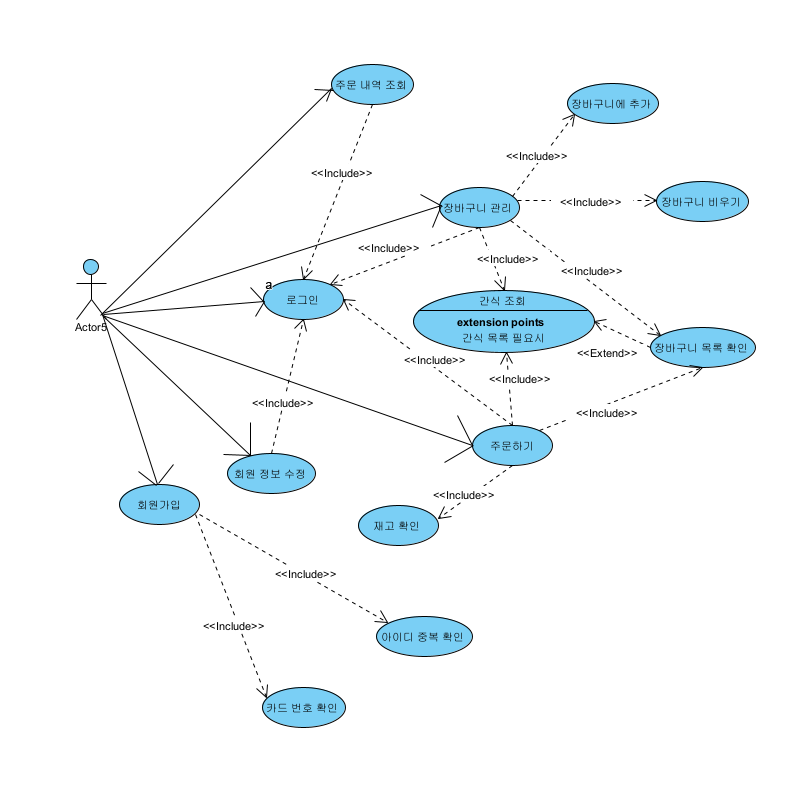 주문 내역 조회
장바구니에 추가
<<Include>>
<<Include>>
장바구니 관리
<<Include>>
장바구니 비우기
<<Include>>
<<Include>>
<<Include>>
a
로그인
간식 조회
extension points
간식 목록 필요시
Actor5
<<Include>>
<<Extend>>
장바구니 목록 확인
<<Include>>
<<Include>>
<<Include>>
주문하기
회원 정보 수정
<<Include>>
회원가입
재고 확인
<<Include>>
<<Include>>
아이디 중복 확인
카드 번호 확인